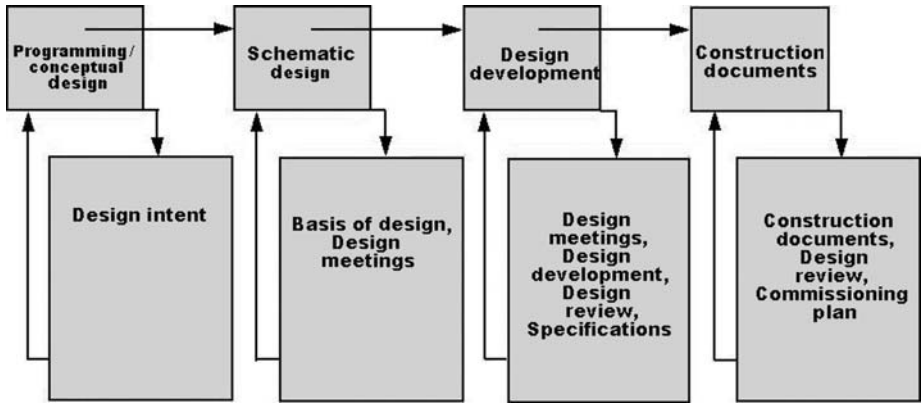 Programming/
conceptual
design
Schematic
design
Design
development
Construction
documents
Design intent
Basis of design,
Design
meetings
Design
meetings,
Design
development,
Design
review,
Specifications
Construction
documents,
Design
review,
Commissioning
plan